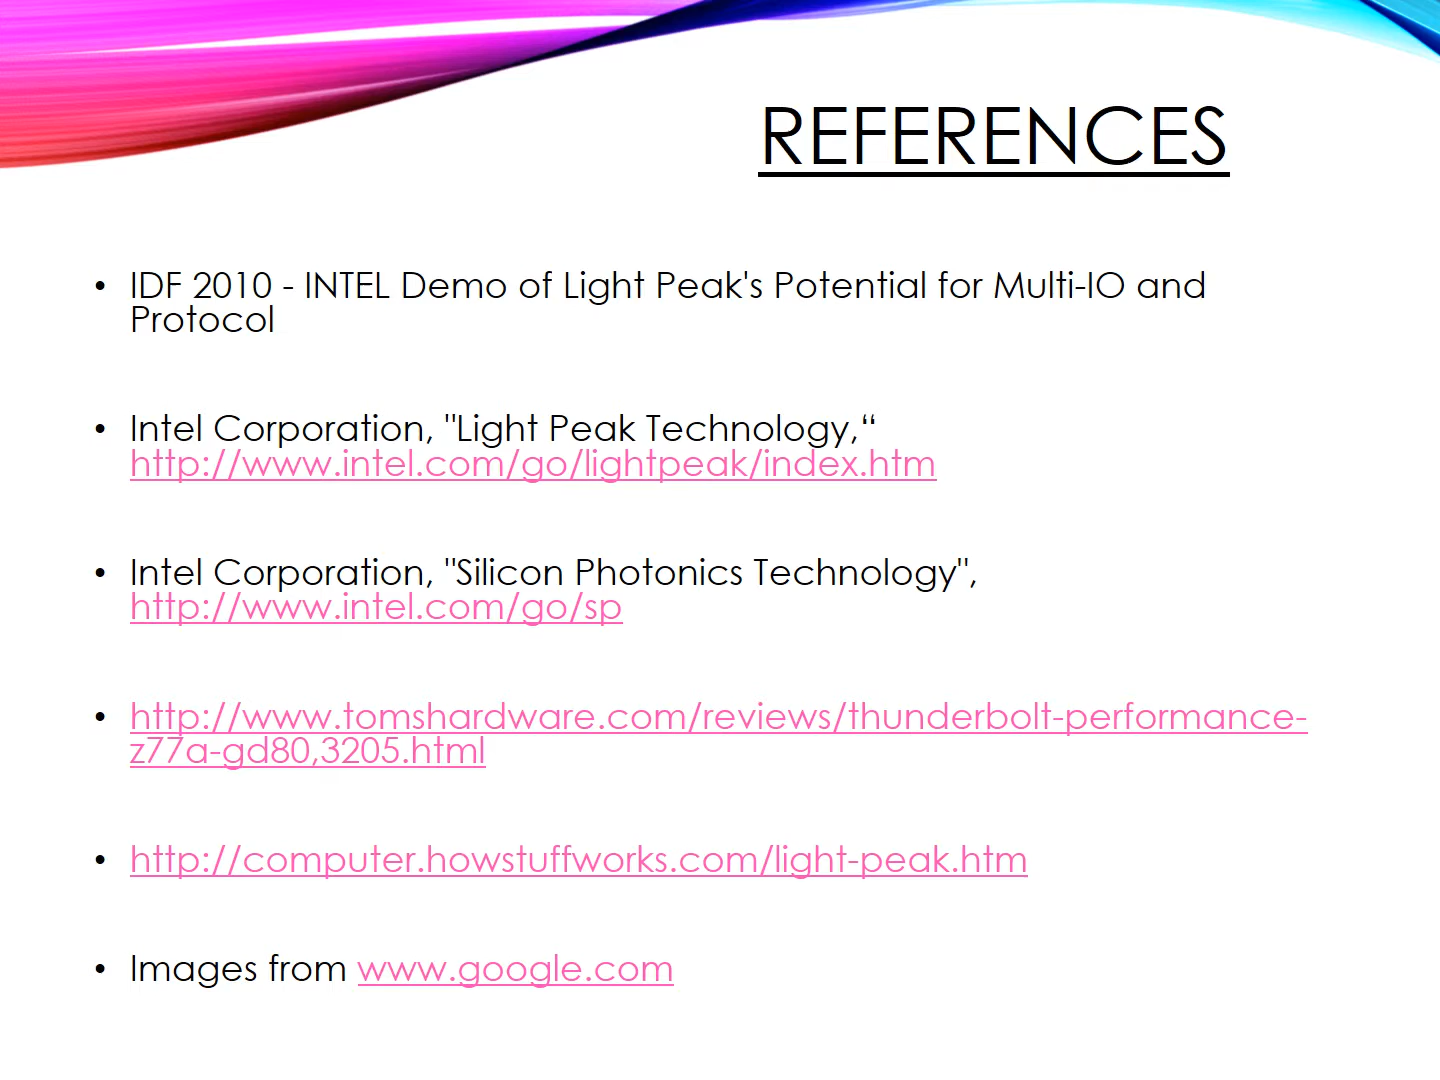 REFERENCES
• IDF 2010 - INTEL Demo of Light Peak's Potential for Multi-IO and
Protocol
• Intel Corporation, "Light Peak Technology,“
http://www.intel.com/go/lightpeak/index.htm
• Intel Corporation, "Silicon Photonics Technology",
http://www.intel.com/go/sp
• http://www.tomshardware.com/reviews/thunderbolt-performance-
z77a-gd80,3205.html
• http://computer.howstuffworks.com/light-peak.htm
• Images from www.google.com